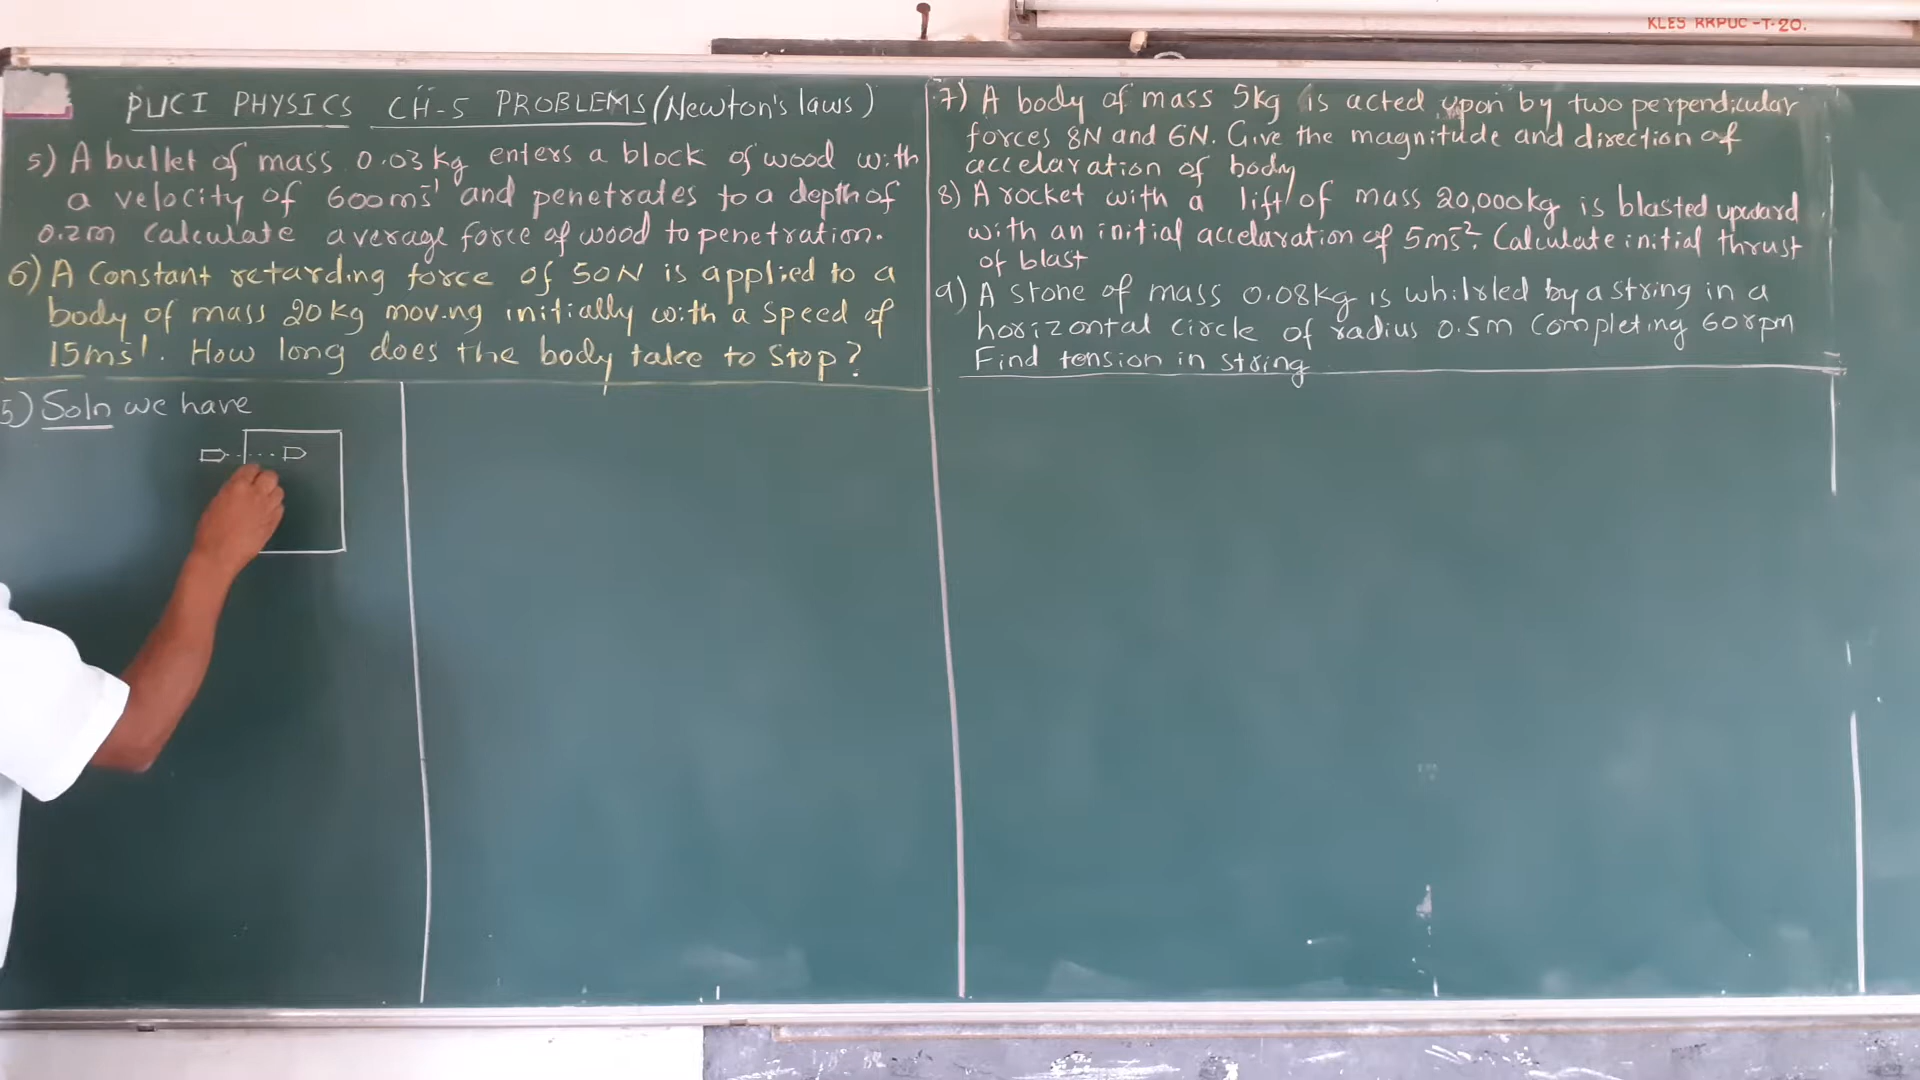 KLES RRPUC-T-20.
PUCI PHYSICS CH-5 PROBLEMS (Newton's laws)
5) A bullet of mass 0.03 kg enters a block of wood with
a velocity of 600ms⁻¹ and penetrates to a depth of
0.2m Calculate average force of wood to penetration.
6) A Constant retarding force of 50N is applied to a
body of mass 20 kg moving initially with a speed of
15ms⁻¹. How long does the body take to stop?
7) A body of mass 5kg is acted upon by two perpendicular
forces 8N and 6N. Give the magnitude and direction of
accelaration of body
8) A rocket with a lift of mass 20,000kg is blasted upward
with an initial accelaration of 5ms⁻². Calculate initial thrust
of blast
9) A stone of mass 0.08kg is whilrled by a string in a
horizontal circle of radius 0.5m Completing 60rpm
Find tension in string
5) Soln we have